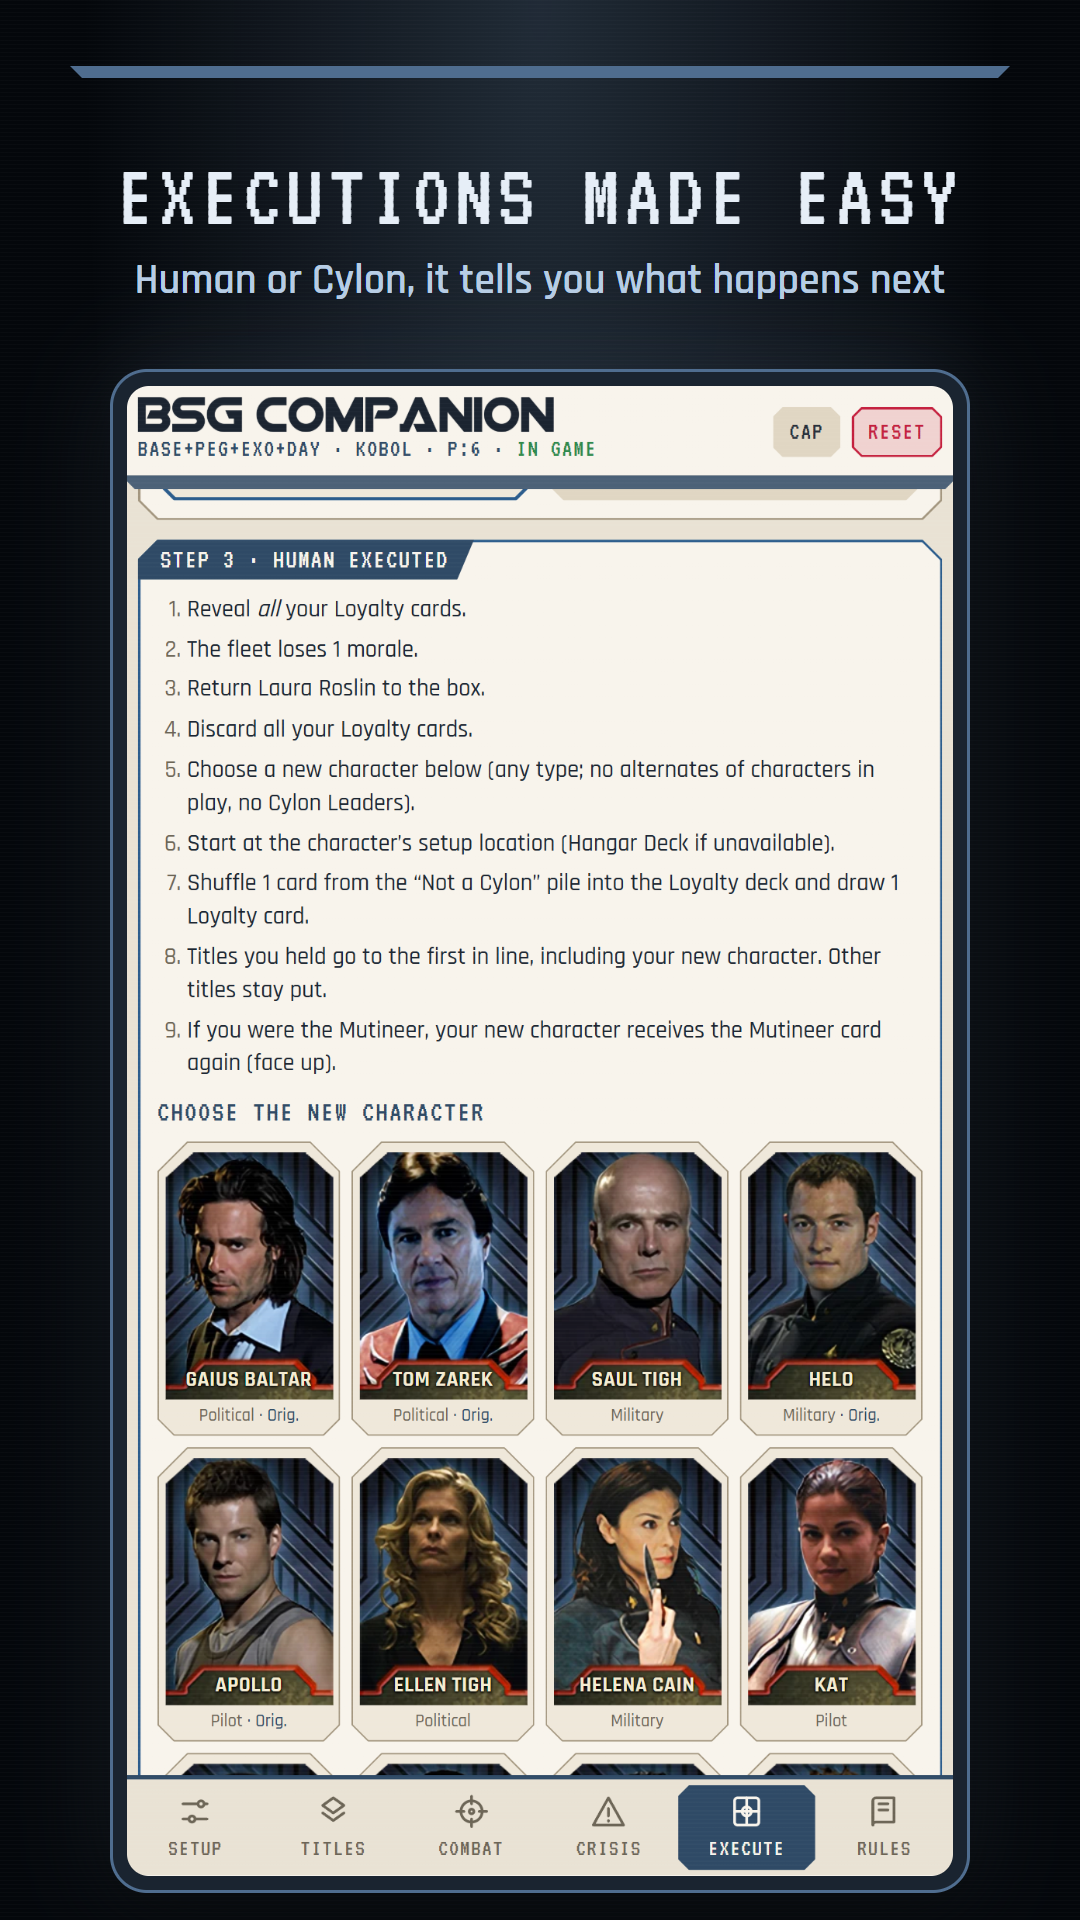 EXECUTIONS MADE EASY
Human or Cylon, it tells you what happens next
BSG COMPANION
BASE+PEG+EXO+DAY · KOBOL · P:6 · IN GAME
CAP
RESET
STEP 3 · HUMAN EXECUTED
1. Reveal all your Loyalty cards.
2. The fleet loses 1 morale.
3. Return Laura Roslin to the box.
4. Discard all your Loyalty cards.
5. Choose a new character below (any type; no alternates of characters in
play, no Cylon Leaders).
6. Start at the character's setup location (Hangar Deck if unavailable).
7. Shuffle 1 card from the “Not a Cylon” pile into the Loyalty deck and draw 1
Loyalty card.
8. Titles you held go to the first in line, including your new character. Other
titles stay put.
9. If you were the Mutineer, your new character receives the Mutineer card
again (face up).
CHOOSE THE NEW CHARACTER
GAIUS BALTAR
Political · Orig.
TOM ZAREK
Political · Orig.
SAUL TIGH
Military
HELO
Military · Orig.
APOLLO
Pilot · Orig.
ELLEN TIGH
Political
HELENA CAIN
Military
KAT
Pilot
SETUP
TITLES
COMBAT
CRISIS
EXECUTE
RULES